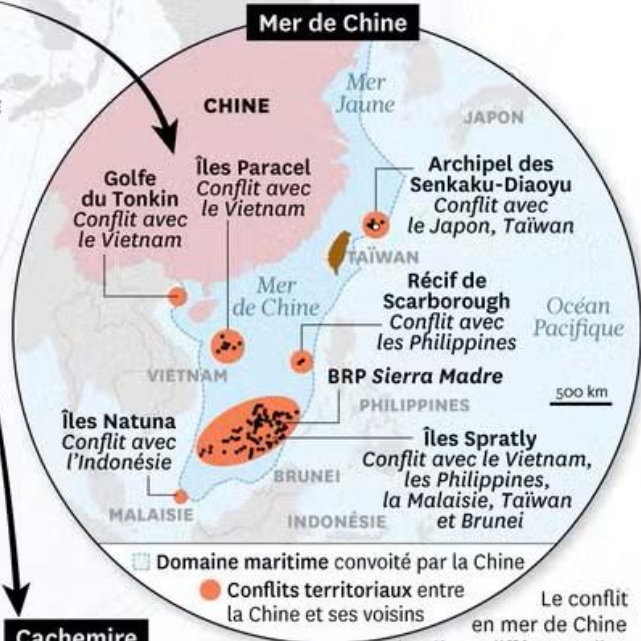 Mer de Chine
Mer
Jaune
CHINE
JAPON
Golfe
du Tonkin
Conflit avec
le Vietnam
Îles Paracel
Conflit avec
le Vietnam
Archipel des
Senkaku-Diaoyu
Conflit avec
le Japon, Taïwan
TAÏWAN
Mer
de Chine
Récif de
Scarborough
Conflit avec
les Philippines
Océan
Pacifique
500 km
VIETNAM
BRP Sierra Madre
PHILIPPINES
Îles Natuna
Conflit avec
l'Indonésie
Îles Spratly
Conflit avec le Vietnam,
les Philippines,
la Malaisie, Taïwan
et Brunei
BRUNEI
MALAISIE
INDONÉSIE
Domaine maritime convoité par la Chine
Conflits territoriaux entre
la Chine et ses voisins
Le conflit
en mer de Chine
Cachemire